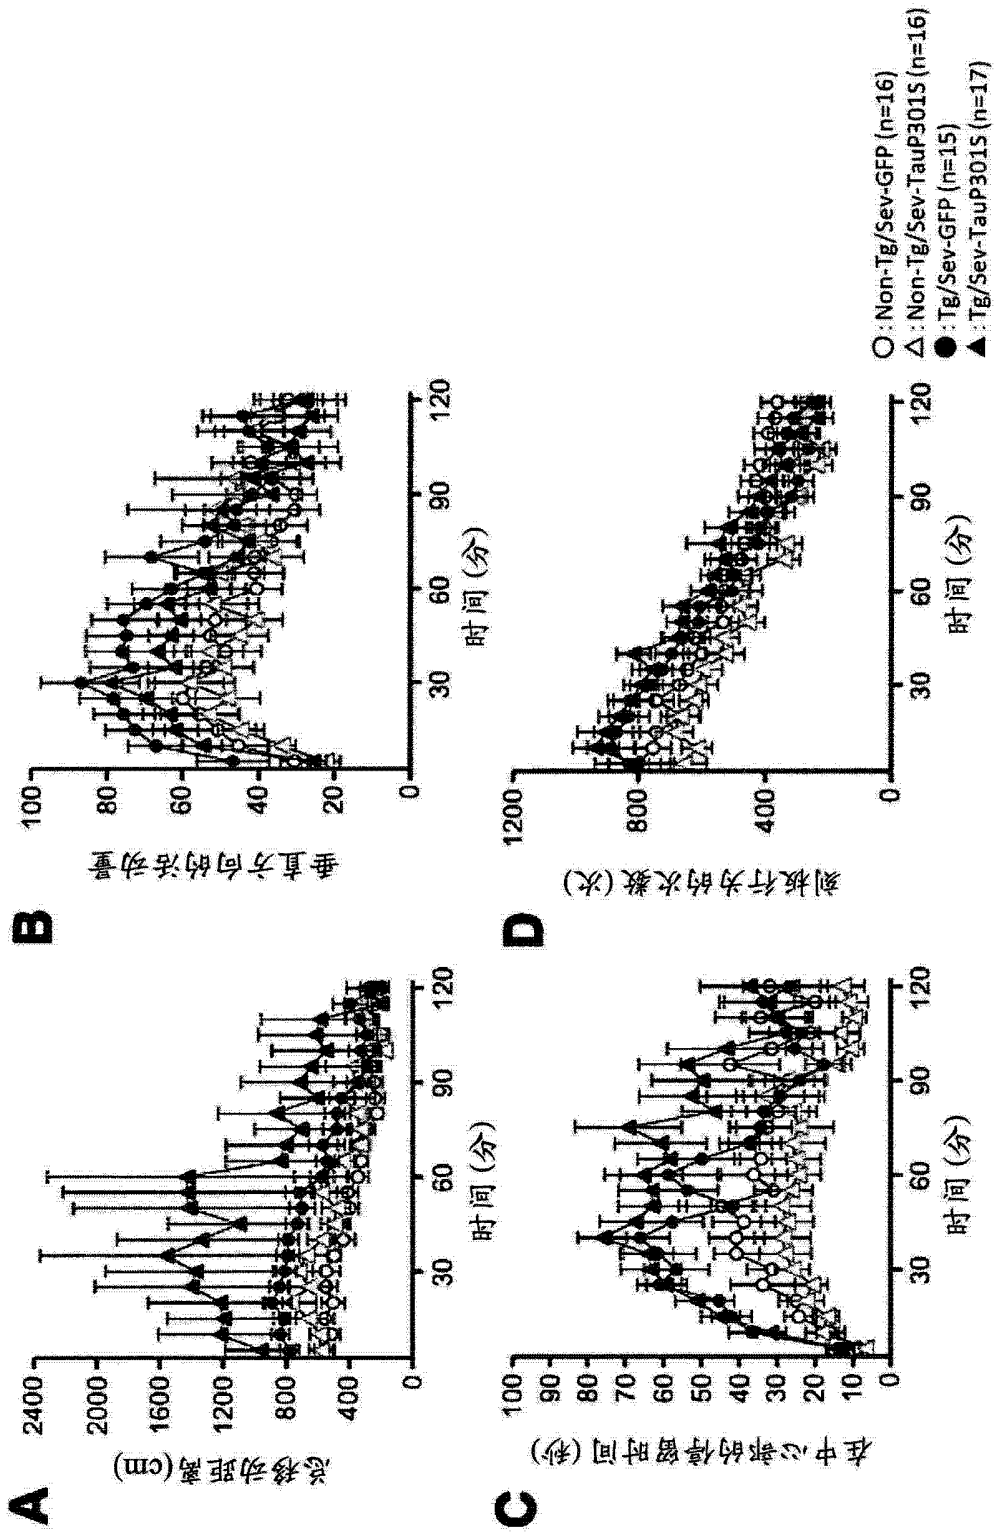 A
总移动距离(cm)
2400
2000
1600
1200
800
400
0
30
60
90
120
时间 (分)
B
垂直方向的活动量
100
80
60
40
20
0
30
60
90
120
时间 (分)
C
在中心部的停留时间 (秒)
100
90
80
70
60
50
40
30
20
10
0
30
60
90
120
时间 (分)
D
刻板行为的次数 (次)
1200
800
400
0
30
60
90
120
时间 (分)
○ : Non-Tg/Sev-GFP (n=16)
△ : Non-Tg/Sev-TauP301S (n=16)
● : Tg/Sev-GFP (n=15)
▲ : Tg/Sev-TauP301S (n=17)